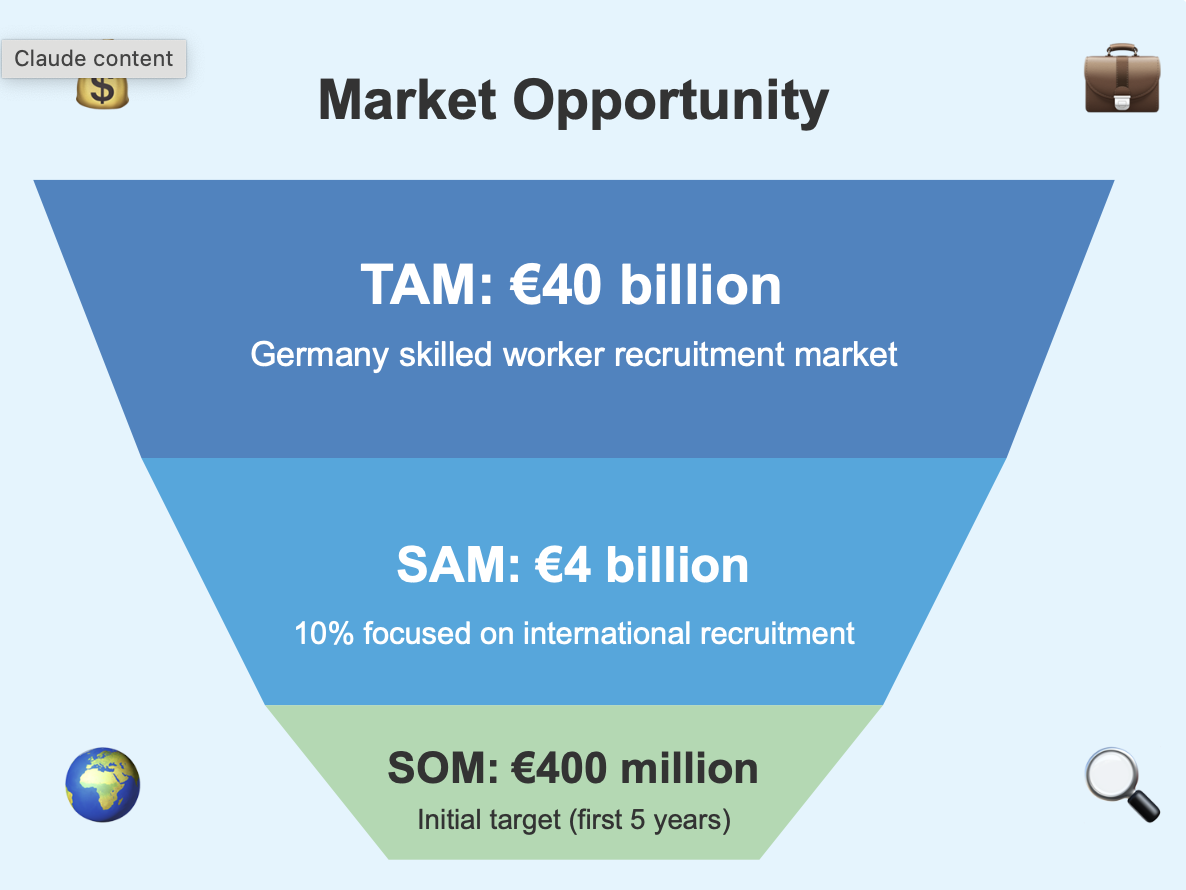 Claude content
$
Market Opportunity
TAM: €40 billion
Germany skilled worker recruitment market
SAM: €4 billion
10% focused on international recruitment
SOM: €400 million
Initial target (first 5 years)